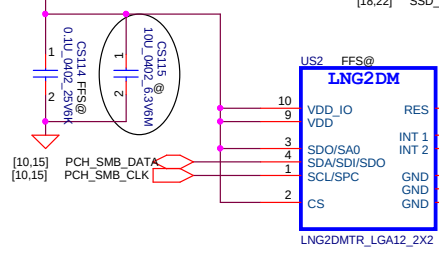 [18,22] SSD_
1
CS114 FFS@
0.1U_0402_25V6K
2
1
CS115
@
10U_0402_6.3V6M
2
US2 FFS@
LNG2DM
10 VDD_IO RES
9 VDD
INT 1
3 SDO/SA0 INT 2
[10,15] PCH_SMB_DATA 4 SDA/SDI/SDO
[10,15] PCH_SMB_CLK 1 SCL/SPC GND
GND
2 CS GND
LNG2DMTR_LGA12_2X2